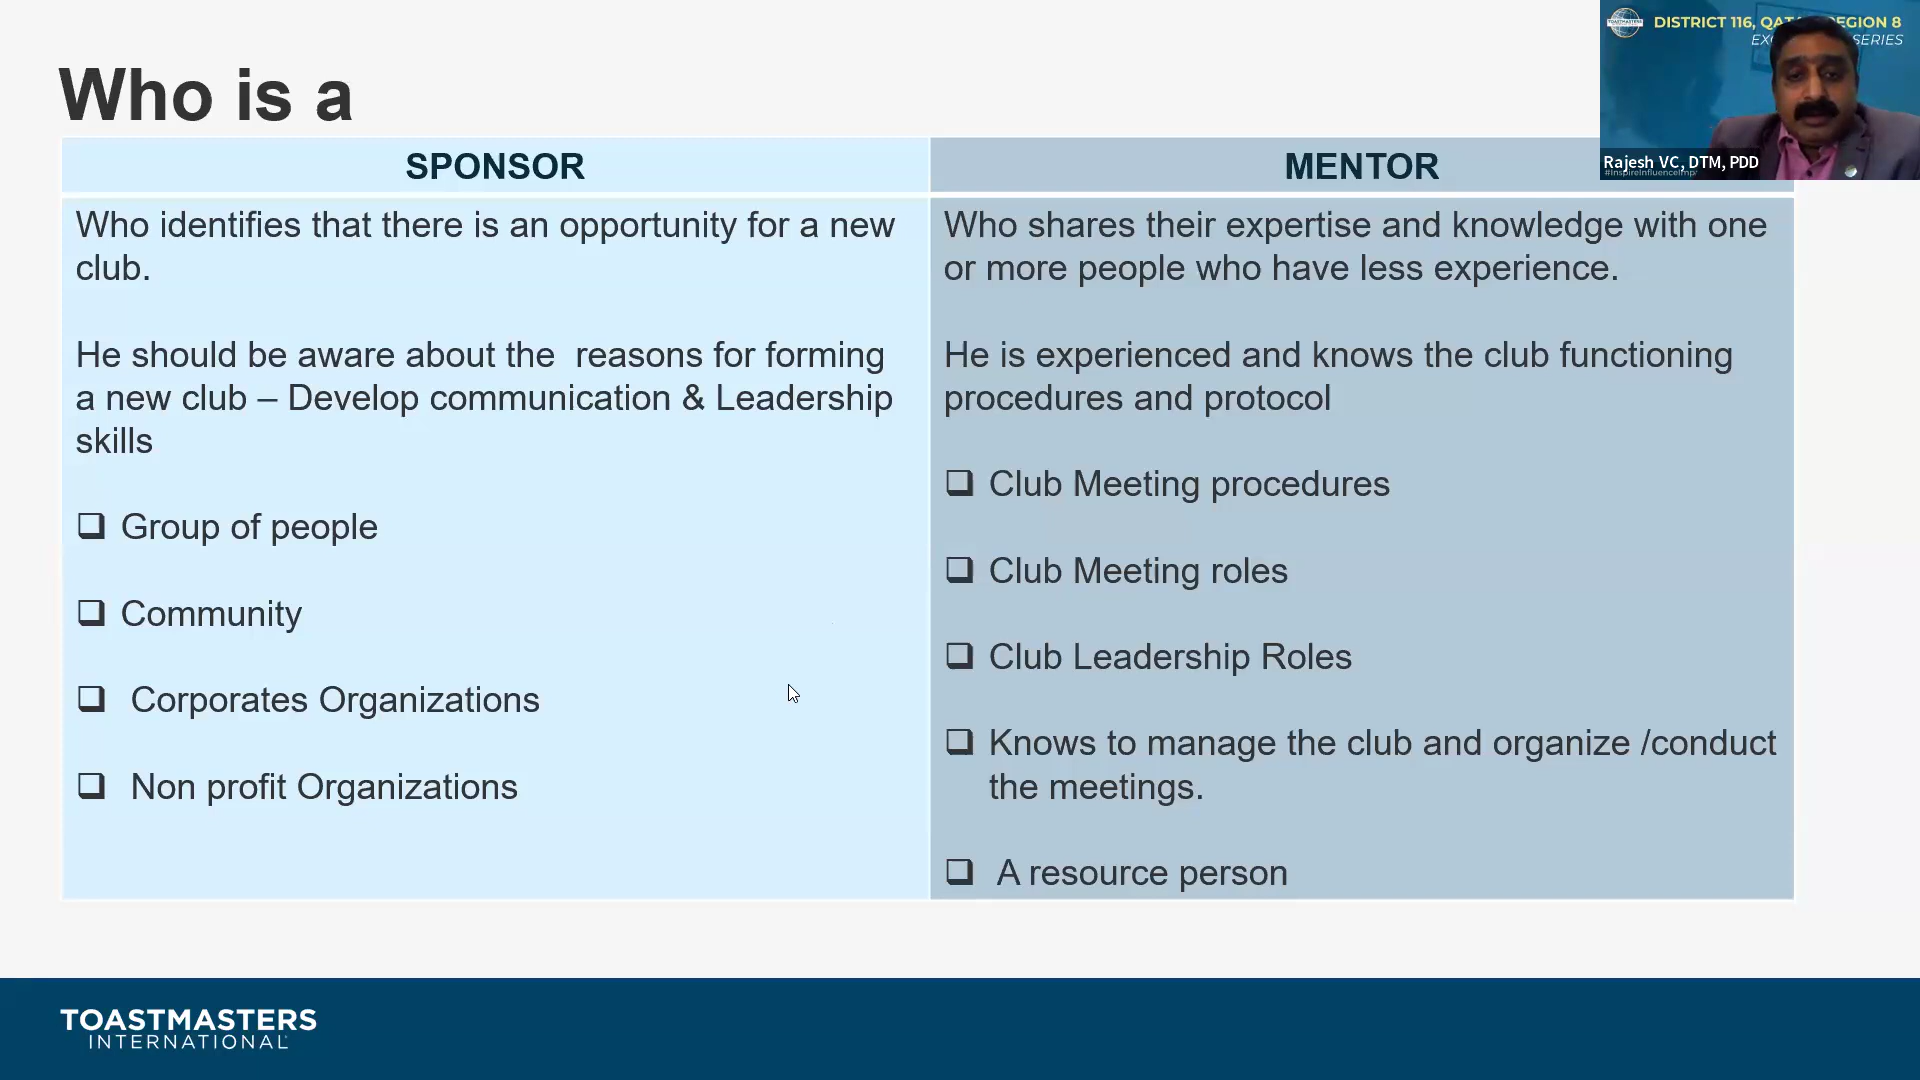 Who is a
SPONSOR
Who identifies that there is an opportunity for a new
club.
He should be aware about the reasons for forming
a new club – Develop communication & Leadership
skills
Group of people
Community
Corporates Organizations
Non profit Organizations
MENTOR
Who shares their expertise and knowledge with one
or more people who have less experience.
He is experienced and knows the club functioning
procedures and protocol
Club Meeting procedures
Club Meeting roles
Club Leadership Roles
Knows to manage the club and organize /conduct
the meetings.
A resource person
DISTRICT 116, 8
SERIES
Rajesh VC, DTM, PDD
TOASTMASTERS
INTERNATIONAL